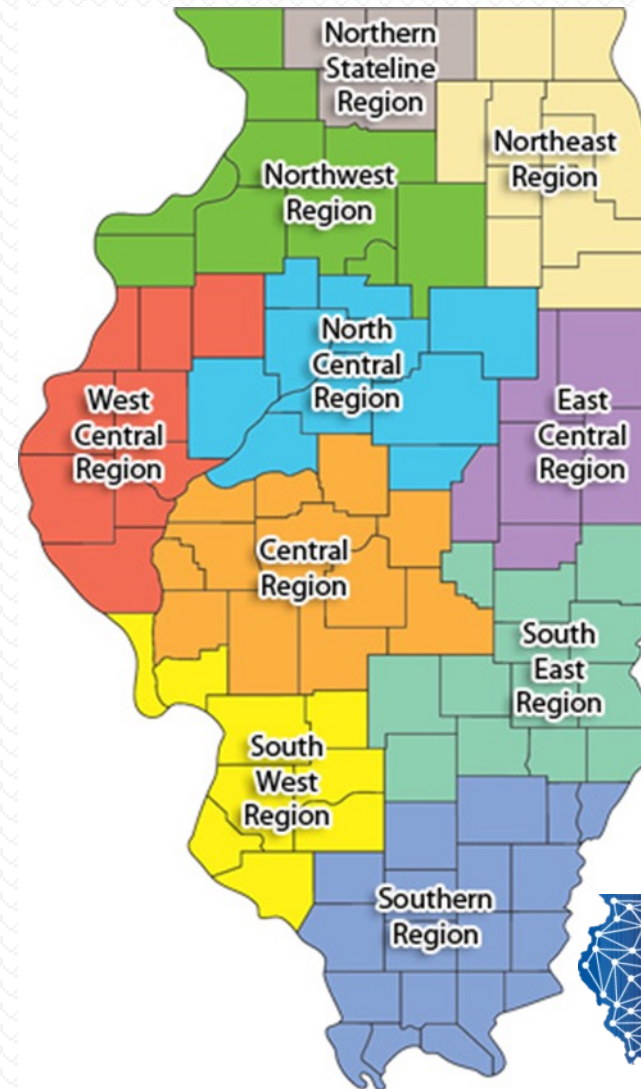 Northern
Stateline
Region
Northeast
Region
Northwest
Region
North
Central
Region
West
Central
Region
East
Central
Region
Central
Region
South
East
Region
South
West
Region
Southern
Region